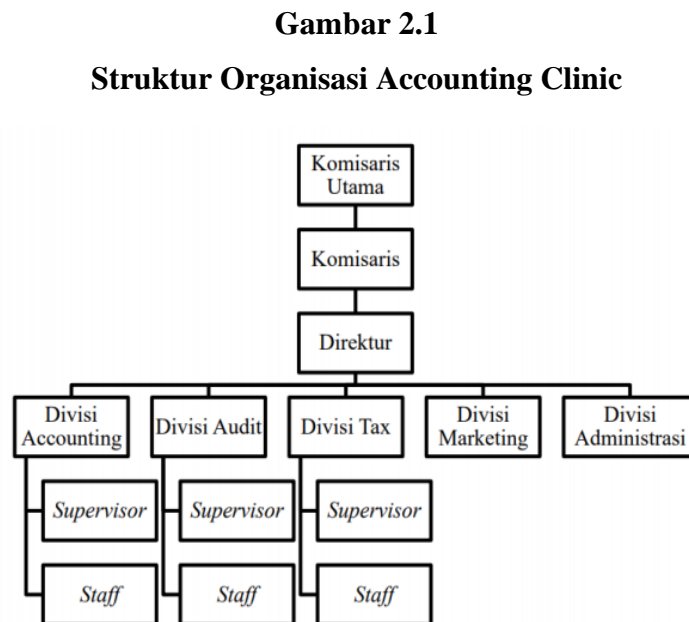 Gambar 2.1
Struktur Organisasi Accounting Clinic
Komisaris
Utama
Komisaris
Direktur
Divisi
Accounting
Divisi Audit
Divisi Tax
Divisi
Marketing
Divisi
Administrasi
Supervisor
Supervisor
Supervisor
Staff
Staff
Staff